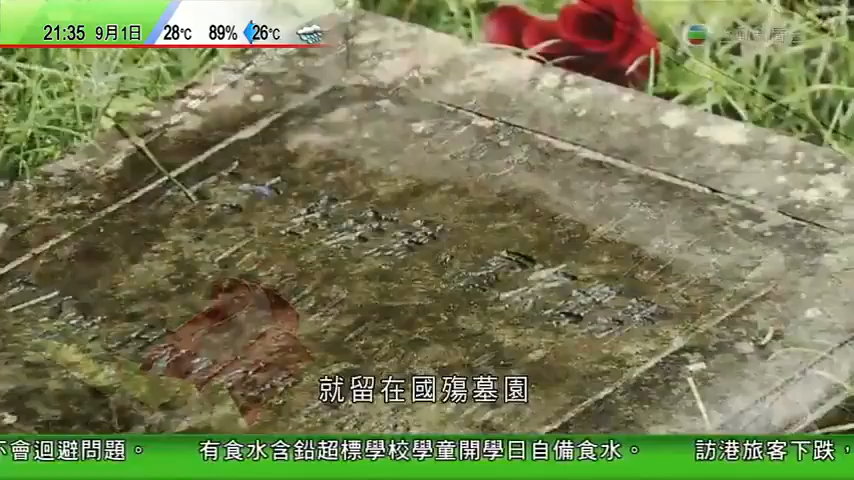 21:35 9月1日 28℃ 89% 26℃
就留在國殤墓園
不會迴避問題。 有食水含鉛超標學校學童開學日自備食水。 訪港旅客下跌，